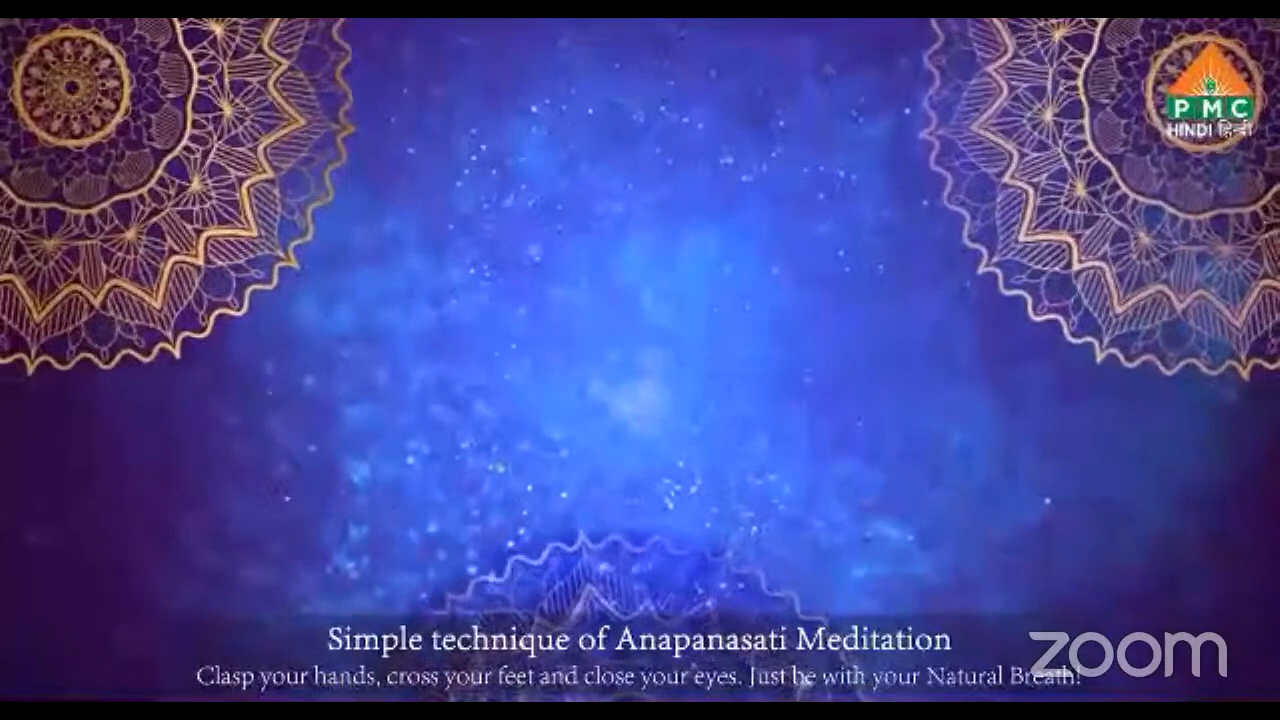 PMC
HINDI हिन्दी
Simple technique of Anapanasati Meditation
Clasp your hands, cross your feet and close your eyes. Just be with your Natural Breath!
zoom